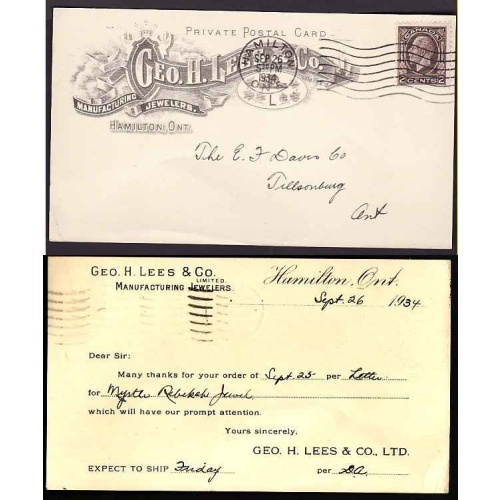 PRIVATE POSTAL CARD
GEO. H. LEES & CO.
MANUFACTURING JEWELERS.
HAMILTON, ONT.
HAMILTON
SEP 26
PM
1934
ONT.
L
CANADA
2 CENTS 2
The E. F. Davis Co
Tillsonburg
Ont
GEO. H. LEES & CO.
LIMITED.
MANUFACTURING JEWELERS
Hamilton, Ont.
Sept. 26 1934
Dear Sir:
Many thanks for your order of Sept. 25 per Letter
for Myrtle Rebekah Jewel
which will have our prompt attention.
Yours sincerely,
GEO. H. LEES & CO., LTD.
EXPECT TO SHIP Friday per